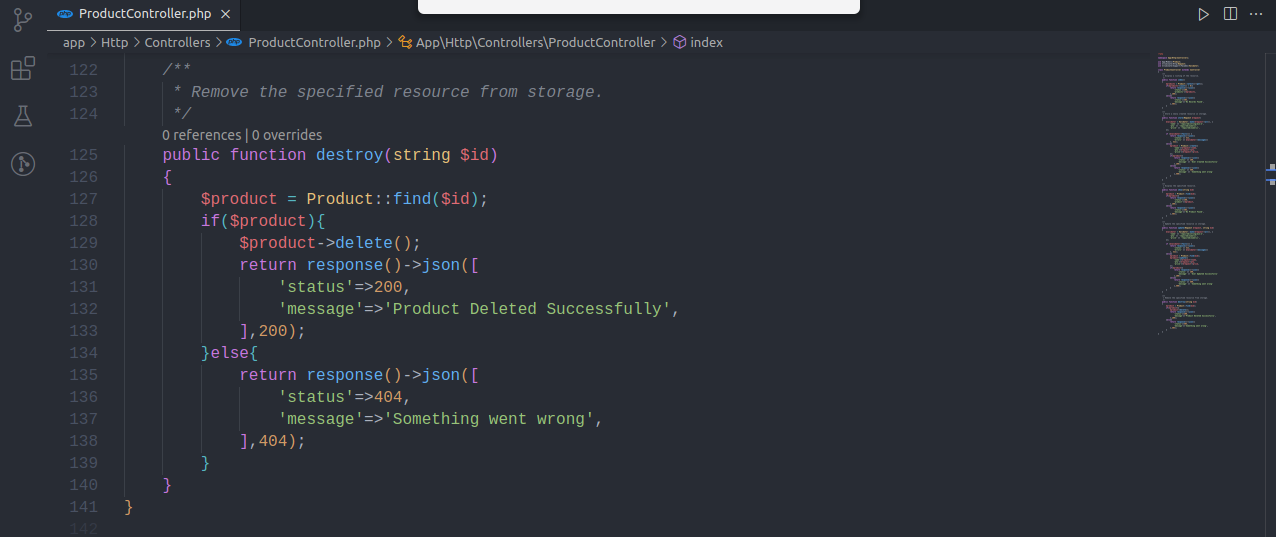 ProductController.php
app > Http > Controllers > ProductController.php > App\Http\Controllers\ProductController > index
122 /**
123 * Remove the specified resource from storage.
124 */
0 references | 0 overrides
125 public function destroy(string $id)
126 {
127 $product = Product::find($id);
128 if($product){
129 $product->delete();
130 return response()->json([
131 'status'=>200,
132 'message'=>'Product Deleted Successfully',
133 ],200);
134 }else{
135 return response()->json([
136 'status'=>404,
137 'message'=>'Something went wrong',
138 ],404);
139 }
140 }
141 }
142